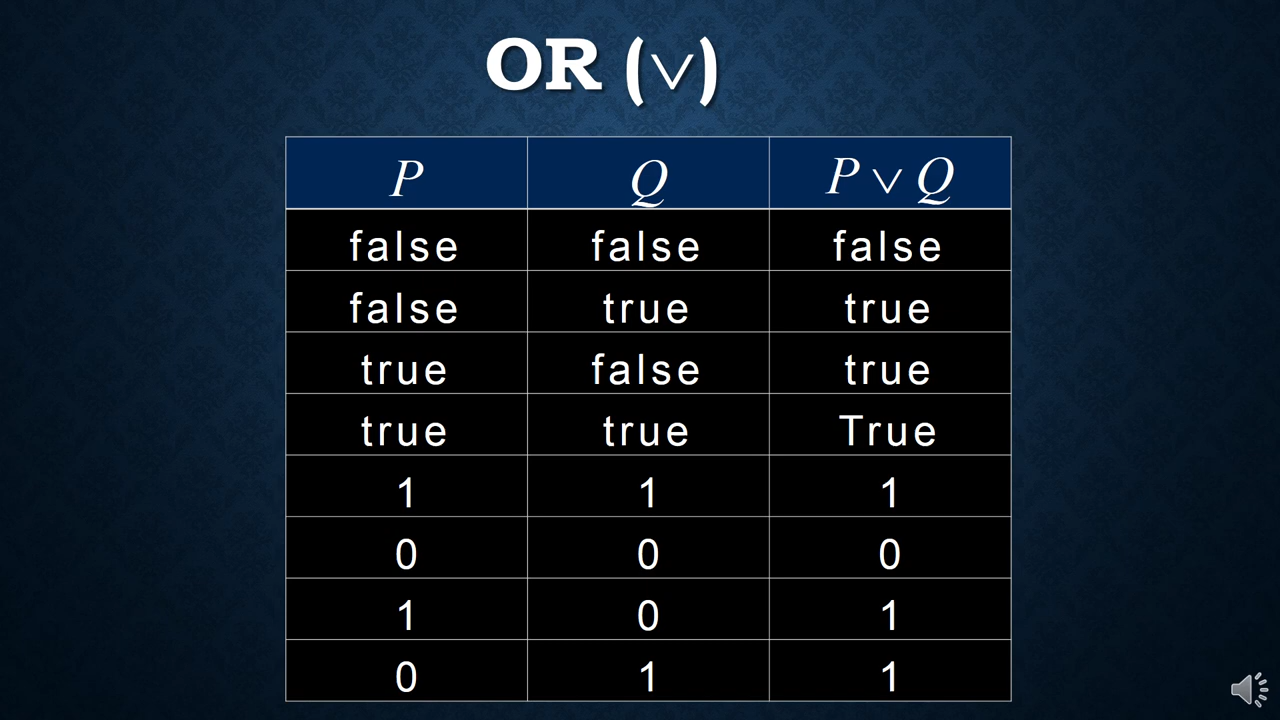 OR (∨)
P Q P ∨ Q
false false false
false true true
true false true
true true True
1 1 1
0 0 0
1 0 1
0 1 1